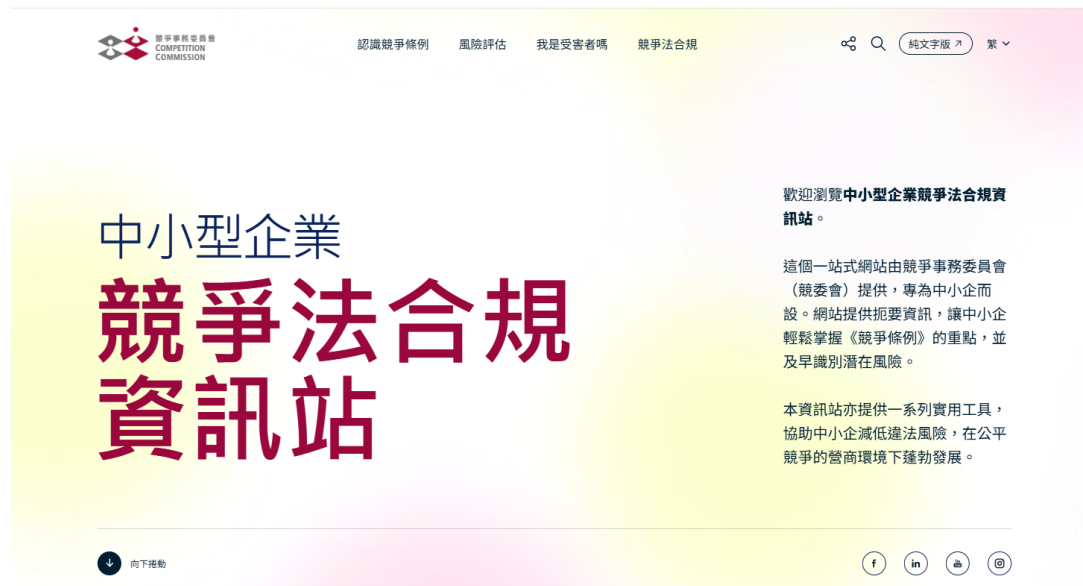 競爭事務委員會
COMPETITION
COMMISSION
認識競爭條例 風險評估 我是受害者嗎 競爭法合規
純文字版
繁
中小型企業
競爭法合規
資訊站
歡迎瀏覽中小型企業競爭法合規資
訊站。
這個一站式網站由競爭事務委員會
（競委會）提供，專為中小企而
設。網站提供扼要資訊，讓中小企
輕鬆掌握《競爭條例》的重點，並
及早識別潛在風險。
本資訊站亦提供一系列實用工具，
協助中小企減低違法風險，在公平
競爭的營商環境下蓬勃發展。
向下捲動